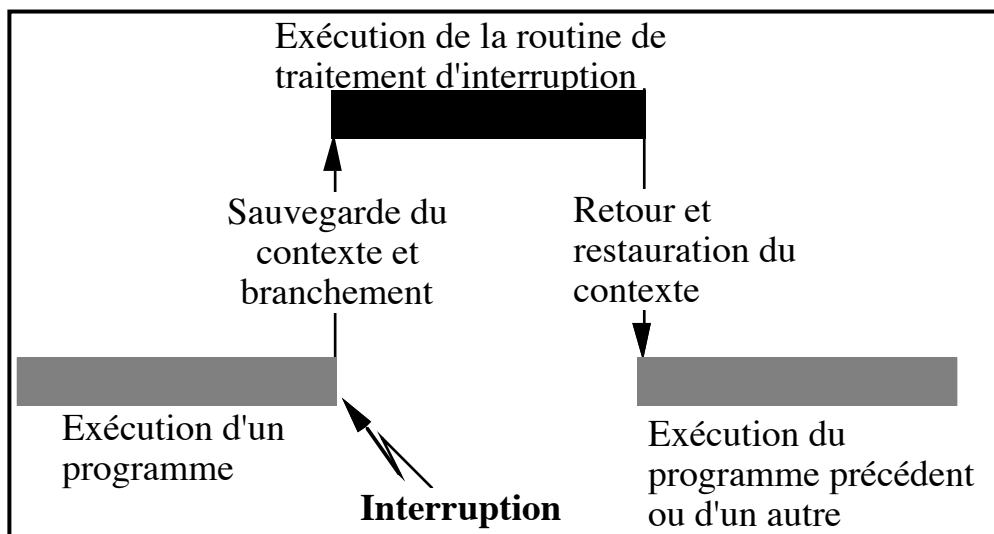 Exécution de la routine de
traitement d'interruption
Sauvegarde du
contexte et
branchement
Retour et
restauration du
contexte
Exécution d'un
programme
Interruption
Exécution du
programme précédent
ou d'un autre